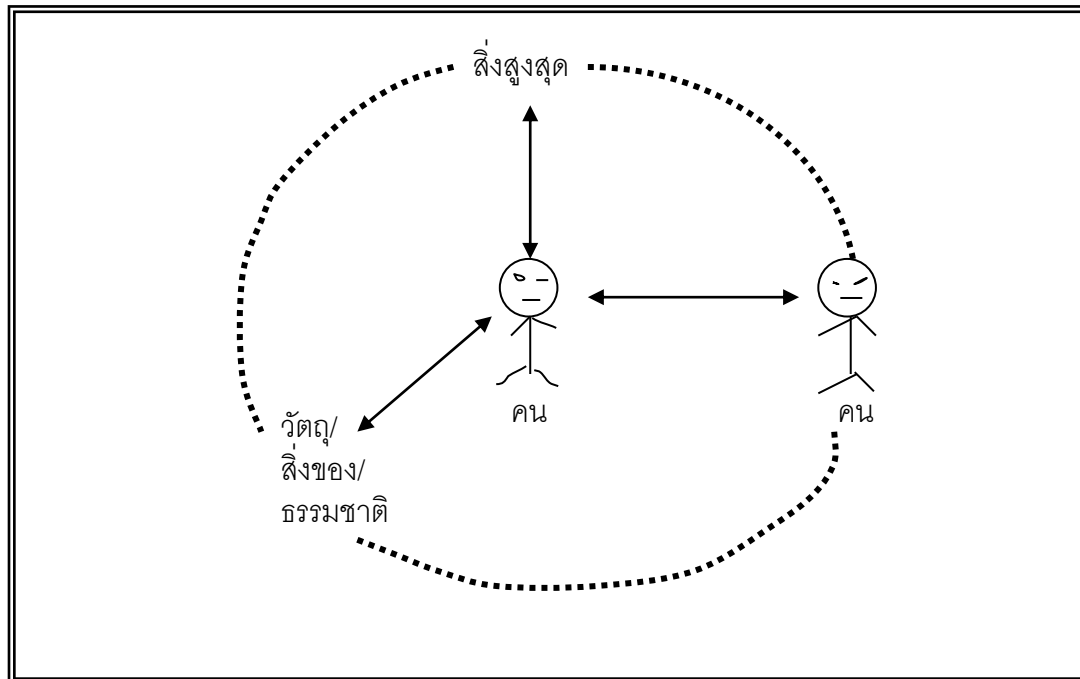 สิ่งสูงสุด
คน
คน
วัตถุ/
สิ่งของ/
ธรรมชาติ